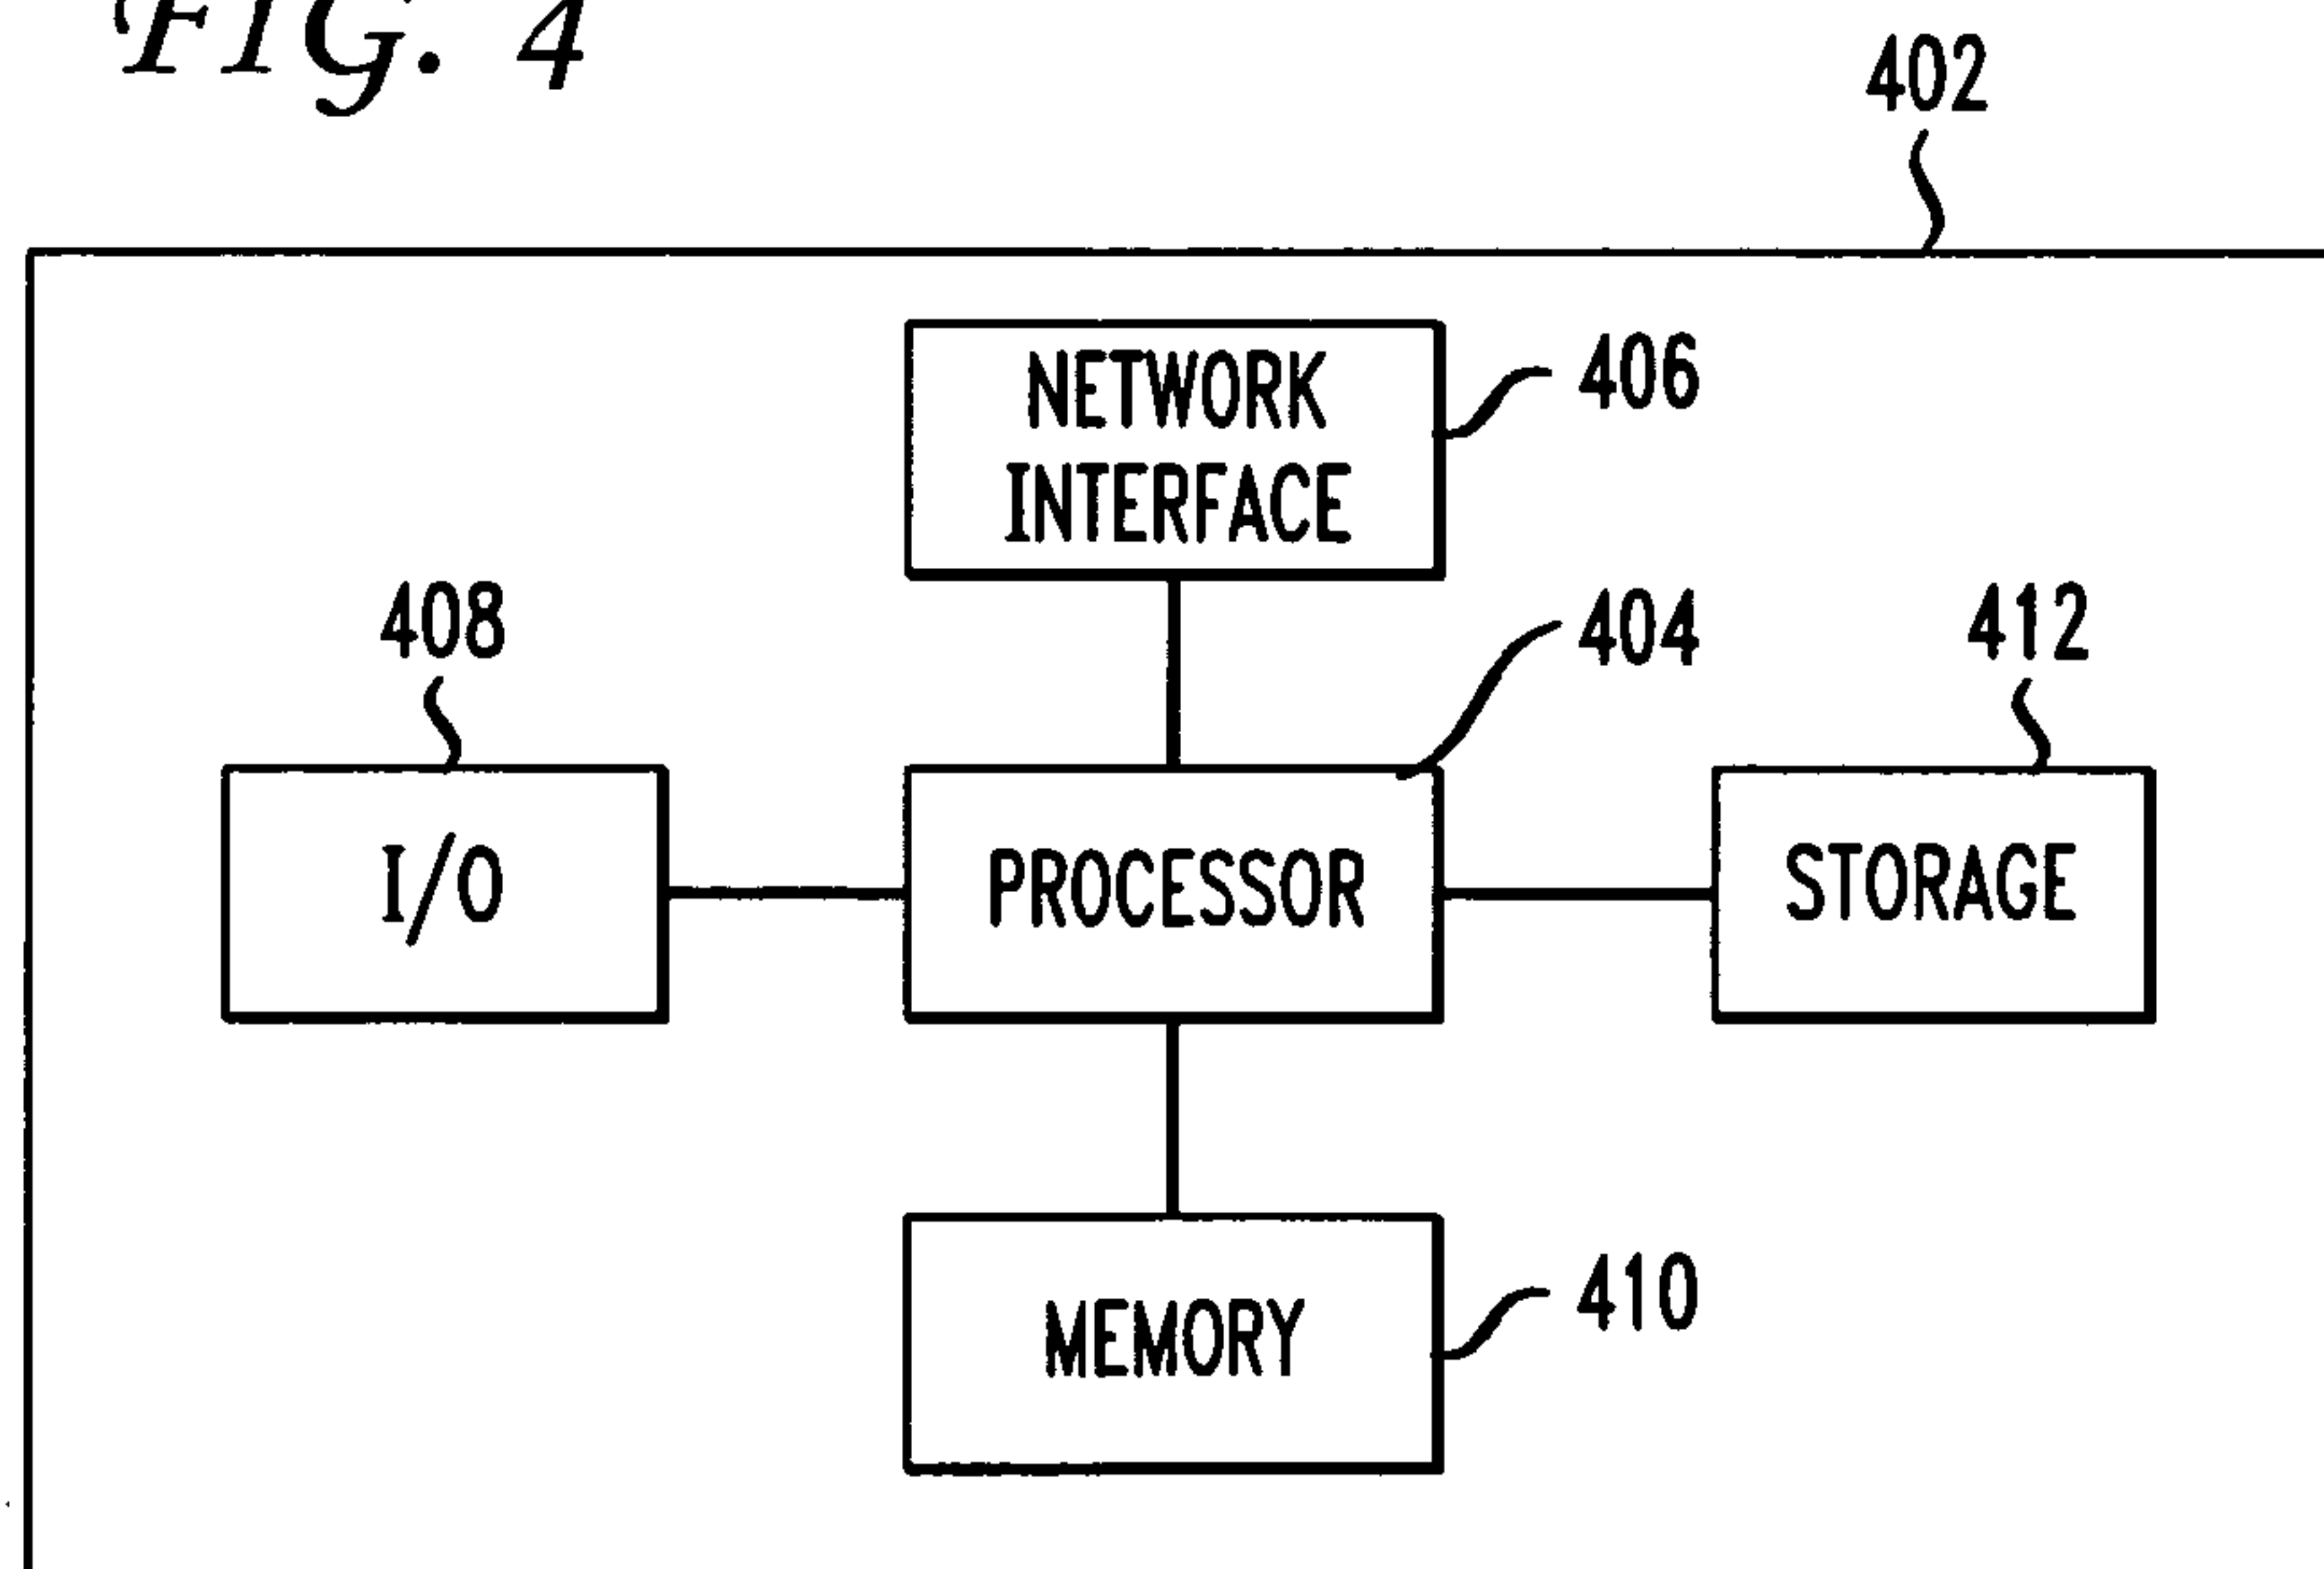 FIG. 4
402
NETWORK
INTERFACE
406
408
404
412
I/O
PROCESSOR
STORAGE
MEMORY
410